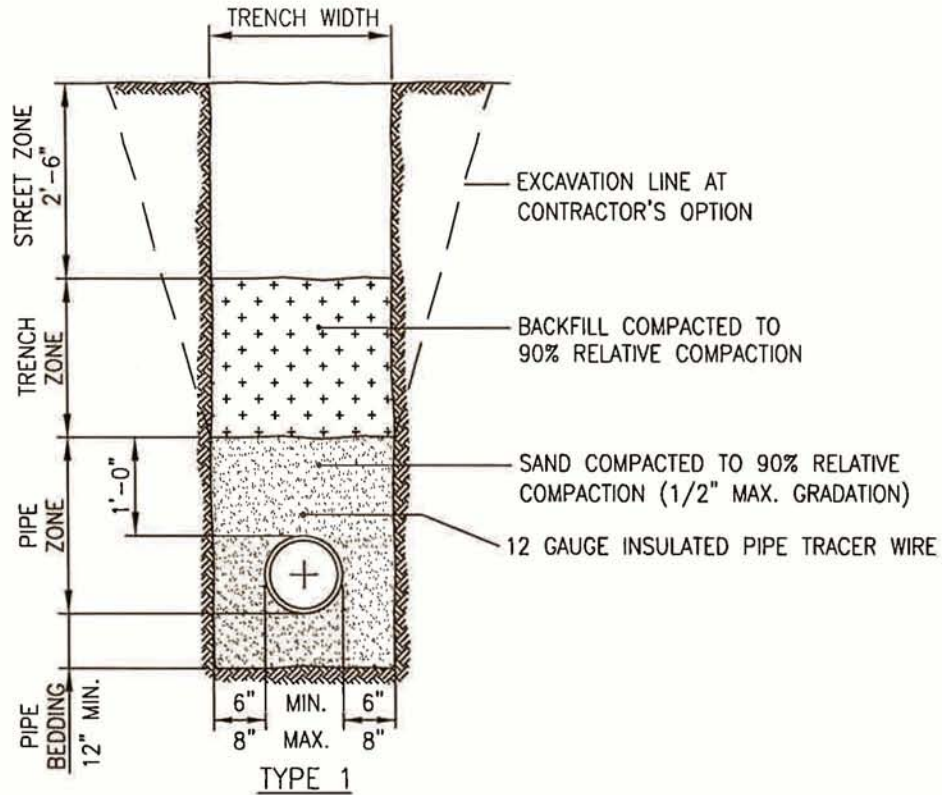 TRENCH WIDTH
STREET ZONE
2'-6"
EXCAVATION LINE AT
CONTRACTOR'S OPTION
TRENCH
ZONE
BACKFILL COMPACTED TO
90% RELATIVE COMPACTION
PIPE
ZONE
1'-0"
SAND COMPACTED TO 90% RELATIVE
COMPACTION (1/2" MAX. GRADATION)
12 GAUGE INSULATED PIPE TRACER WIRE
PIPE
BEDDING
12" MIN.
6" MIN. 6"
8" MAX. 8"
TYPE 1